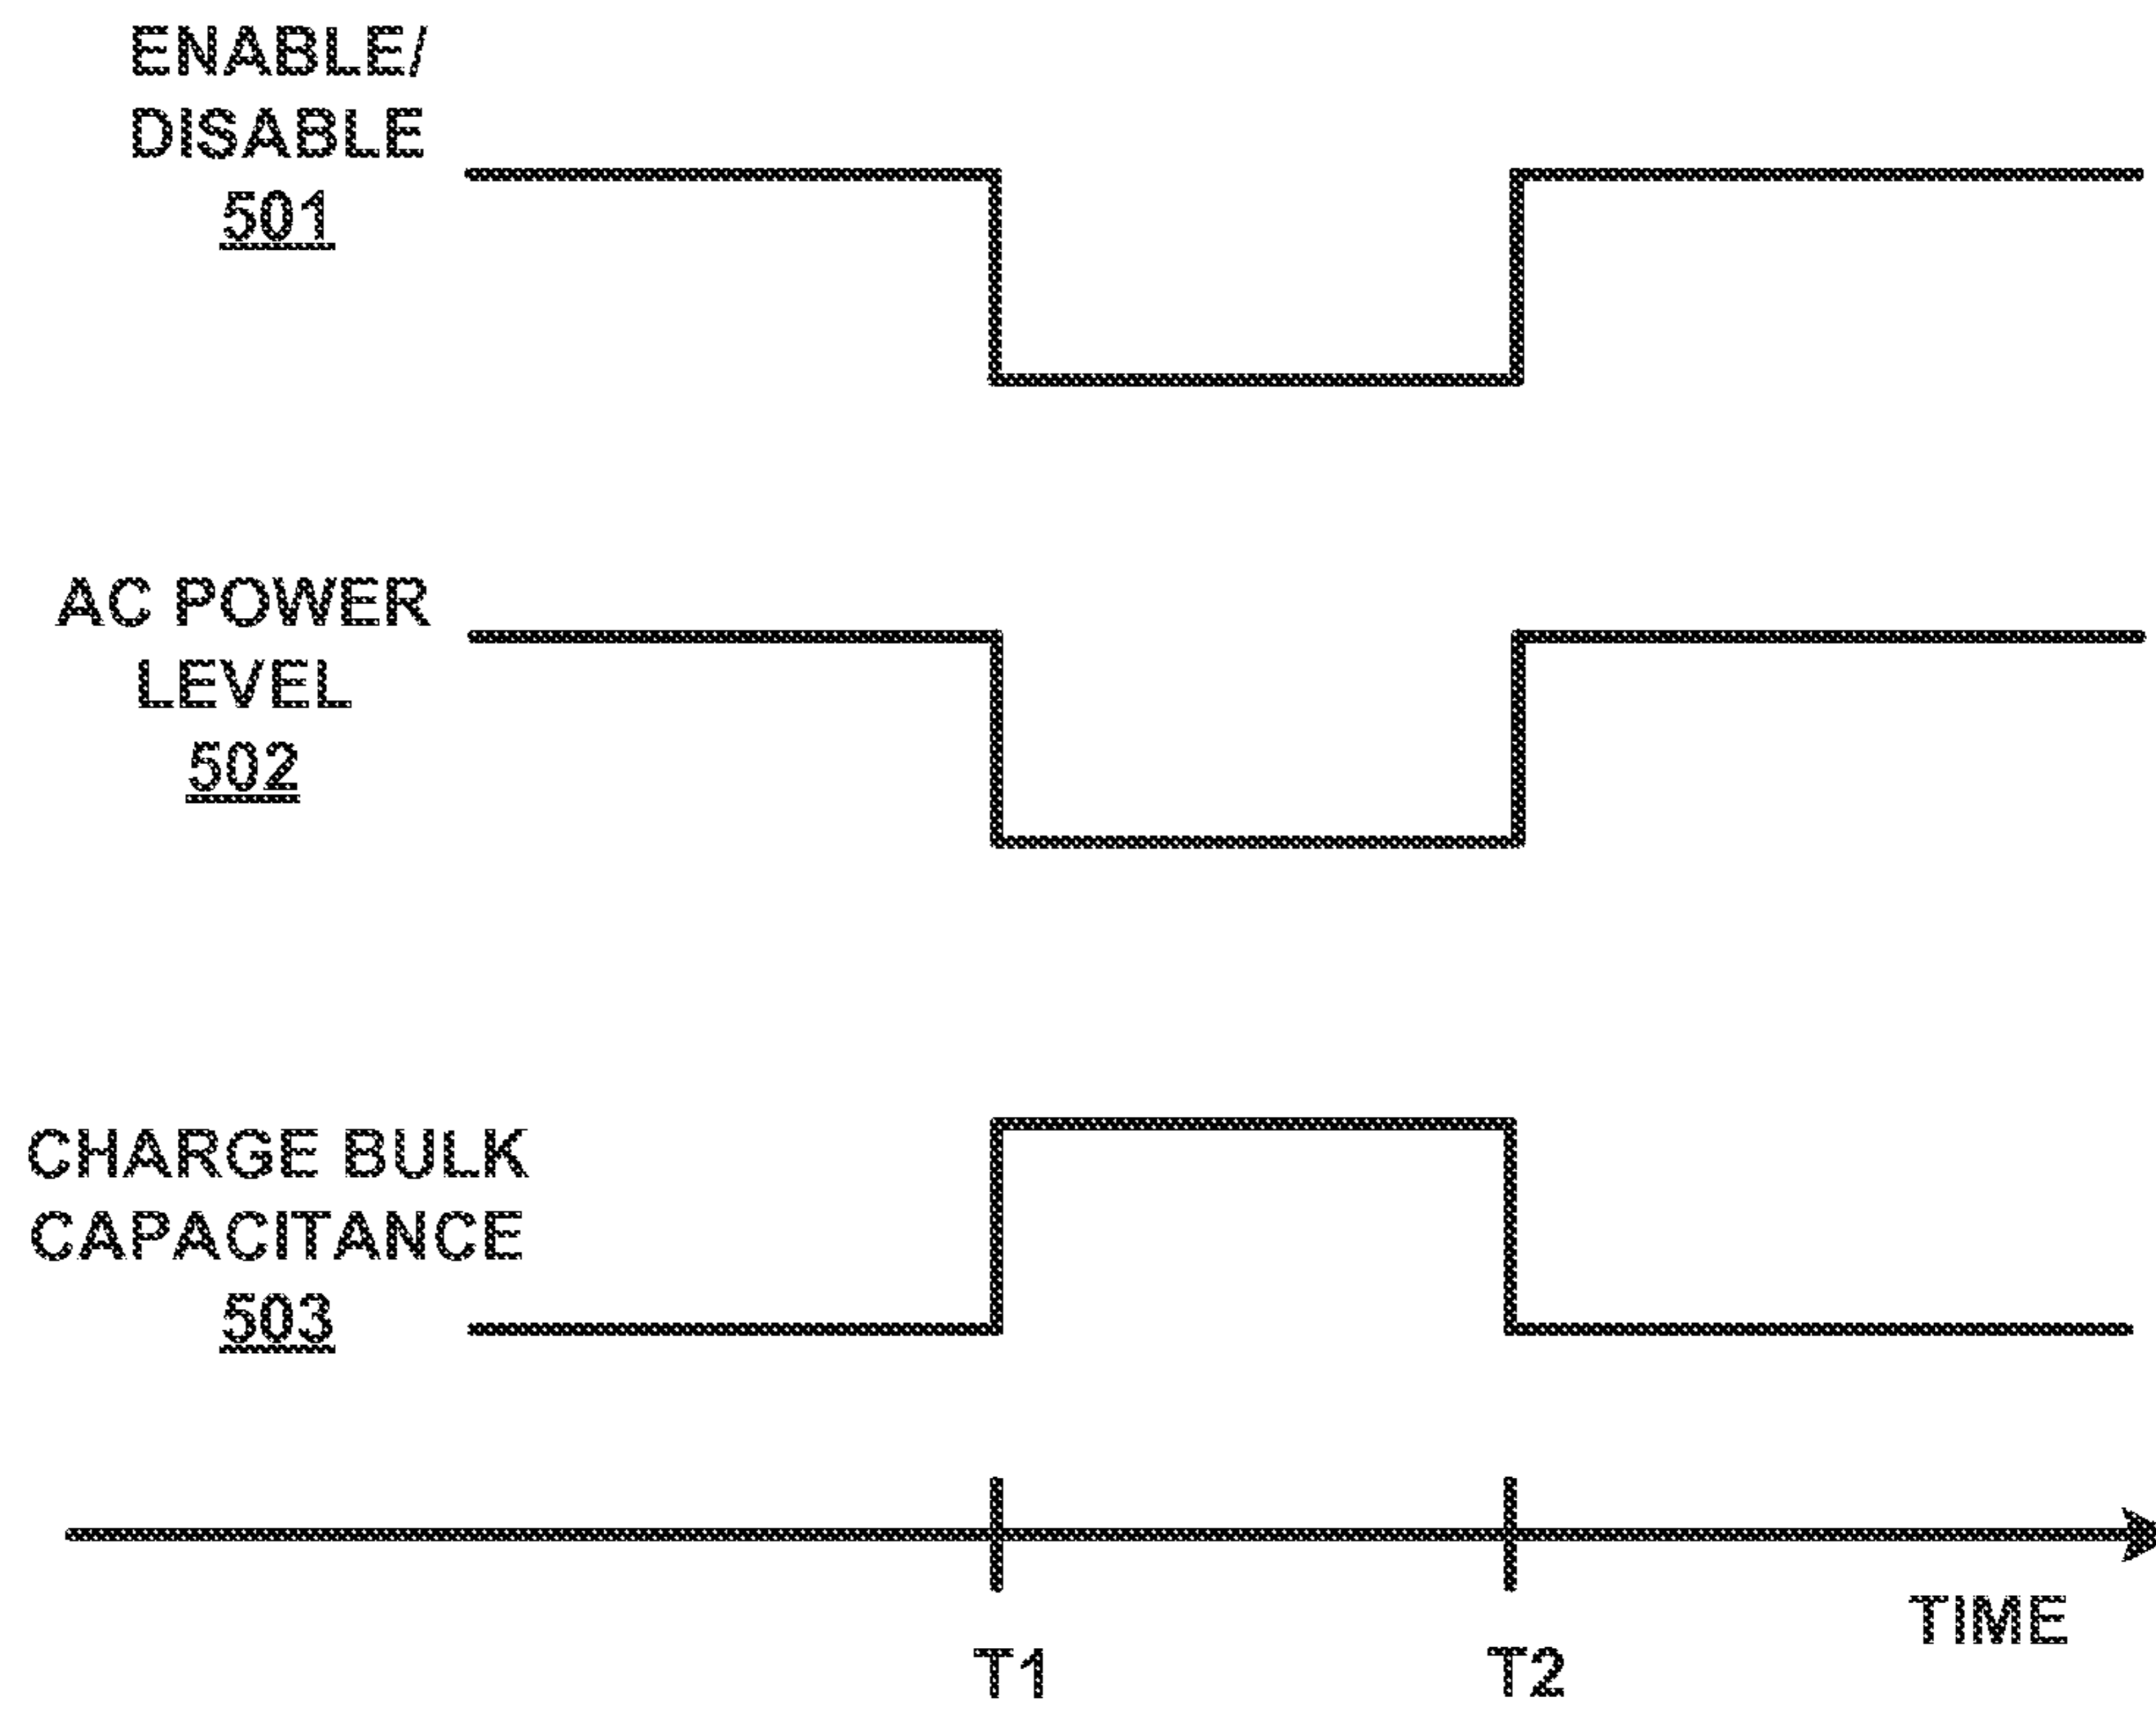 ENABLE/
DISABLE
501
AC POWER
LEVEL
502
CHARGE BULK
CAPACITANCE
503
TIME
T1
T2